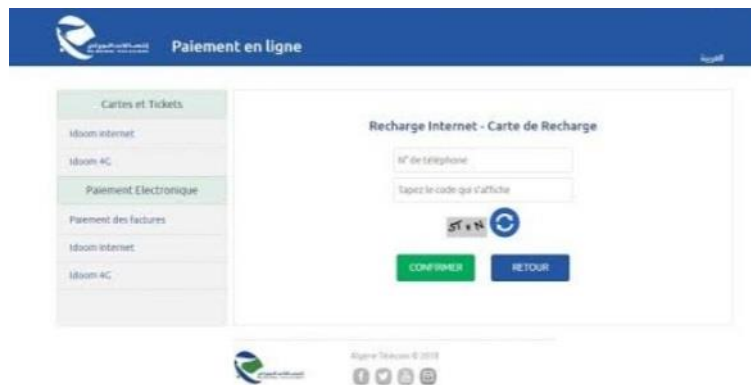 Paiement en ligne
العربية
Cartes et Tickets
Idoom internet
Idoom 4G
Paiement Electronique
Paiement des factures
Idoom internet
Idoom 4G
Recharge Internet - Carte de Recharge
N° de téléphone
Tapez le code qui s'affiche
CONFIRMER
RETOUR
Algérie Télécom © 2018